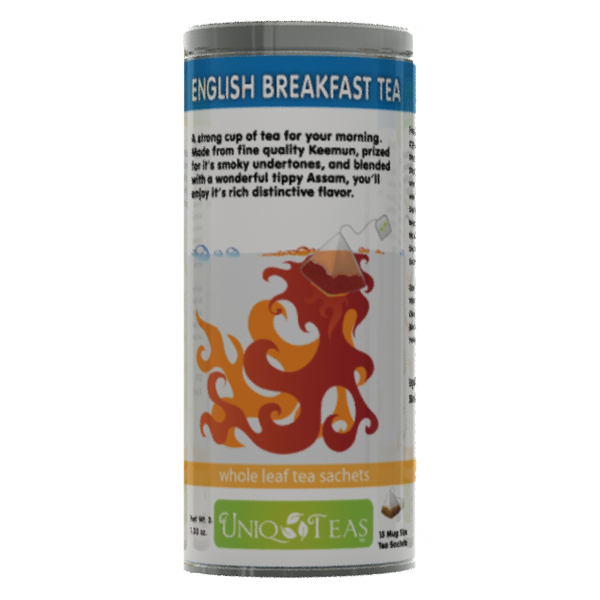 ENGLISH BREAKFAST TEA
A strong cup of tea for your morning.
Made from fine quality Keemun, prized
for it's smoky undertones, and blended
with a wonderful tippy Assam, you'll
enjoy it's rich distinctive flavor.
whole leaf tea sachets
UNIQ TEAS
Net Wt.
oz.
15 Mug Size
Tea Sachets